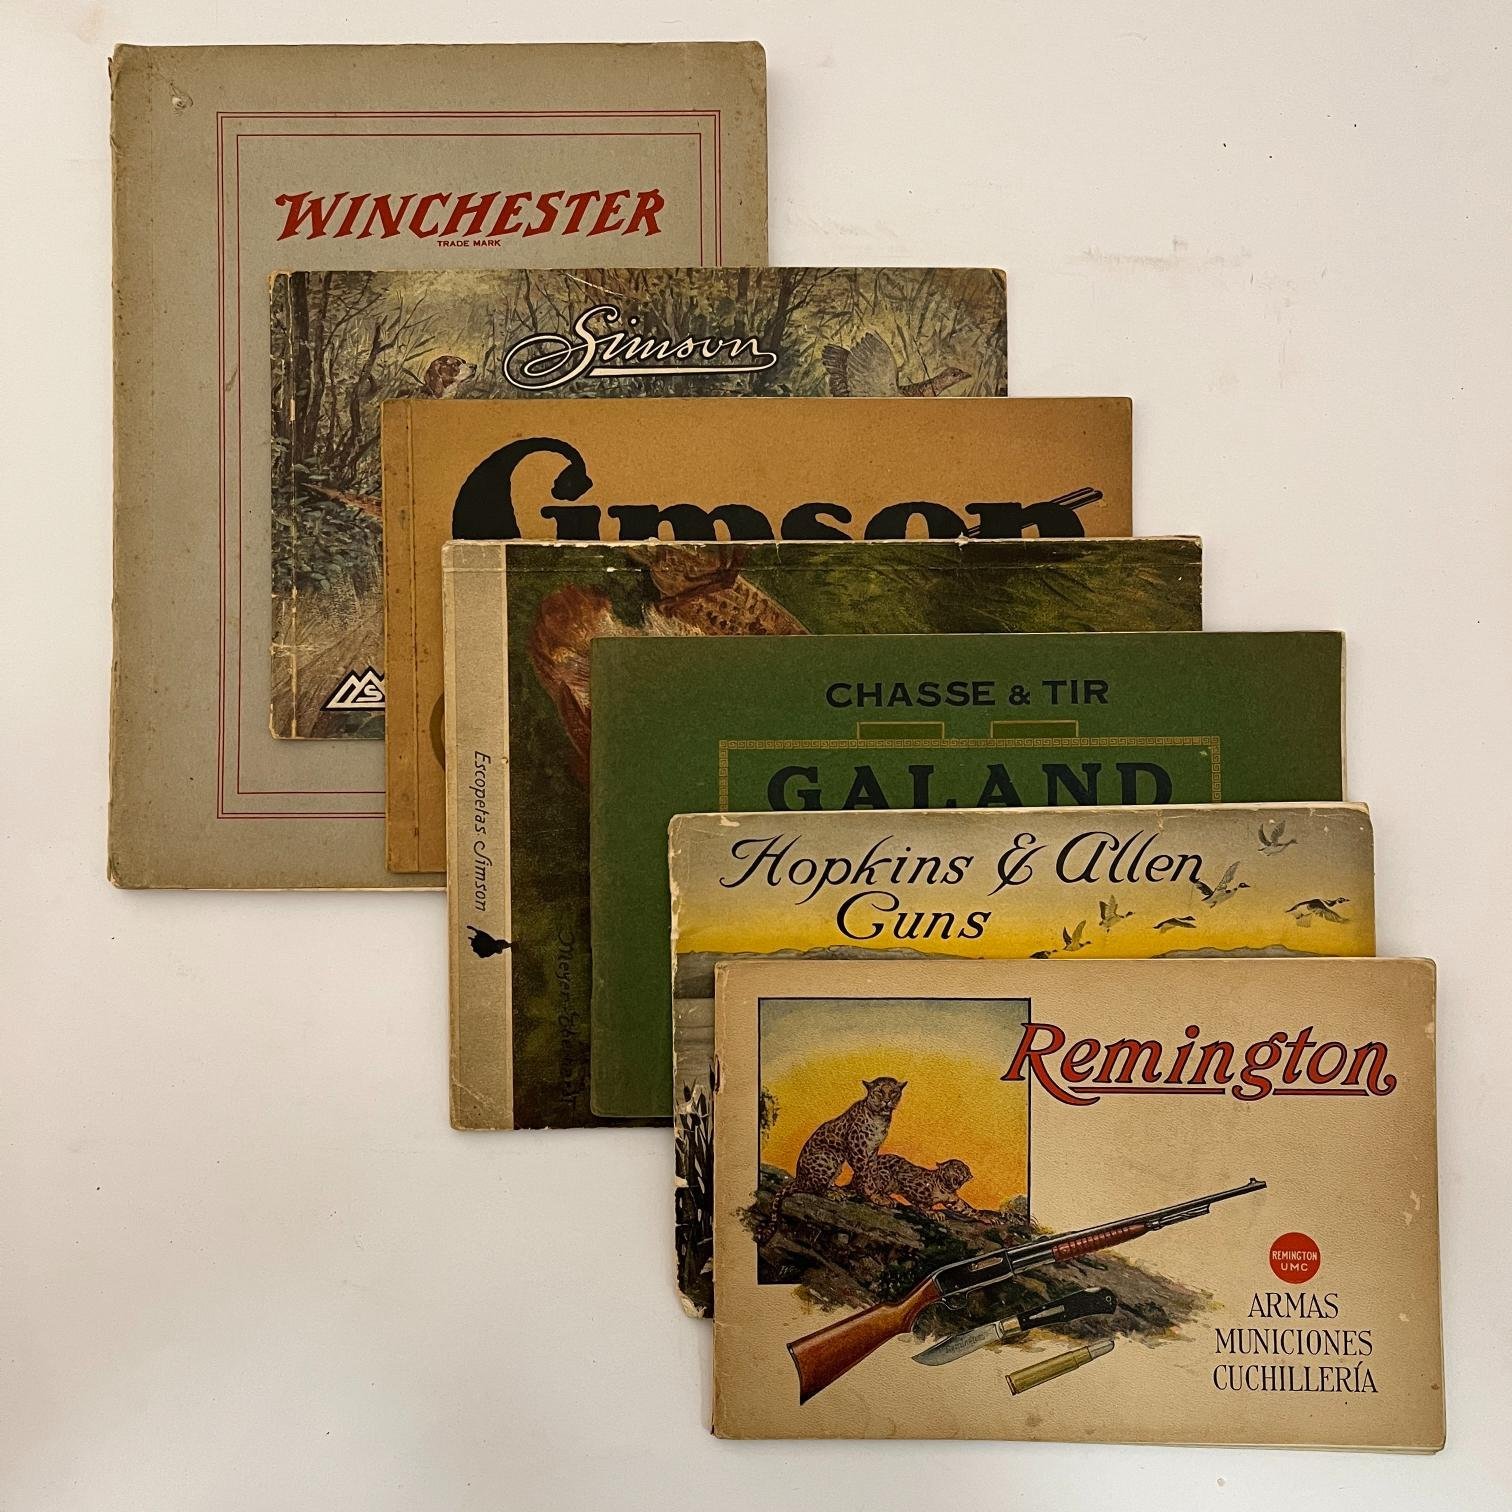 WINCHESTER
TRADE MARK
Simson
Simson
Escopetas Simson
CHASSE & TIR
GALAND
Hopkins & Allen
Guns
Remington
REMINGTON
UMC
Remington
ARMAS
MUNICIONES
CUCHILLERÍA